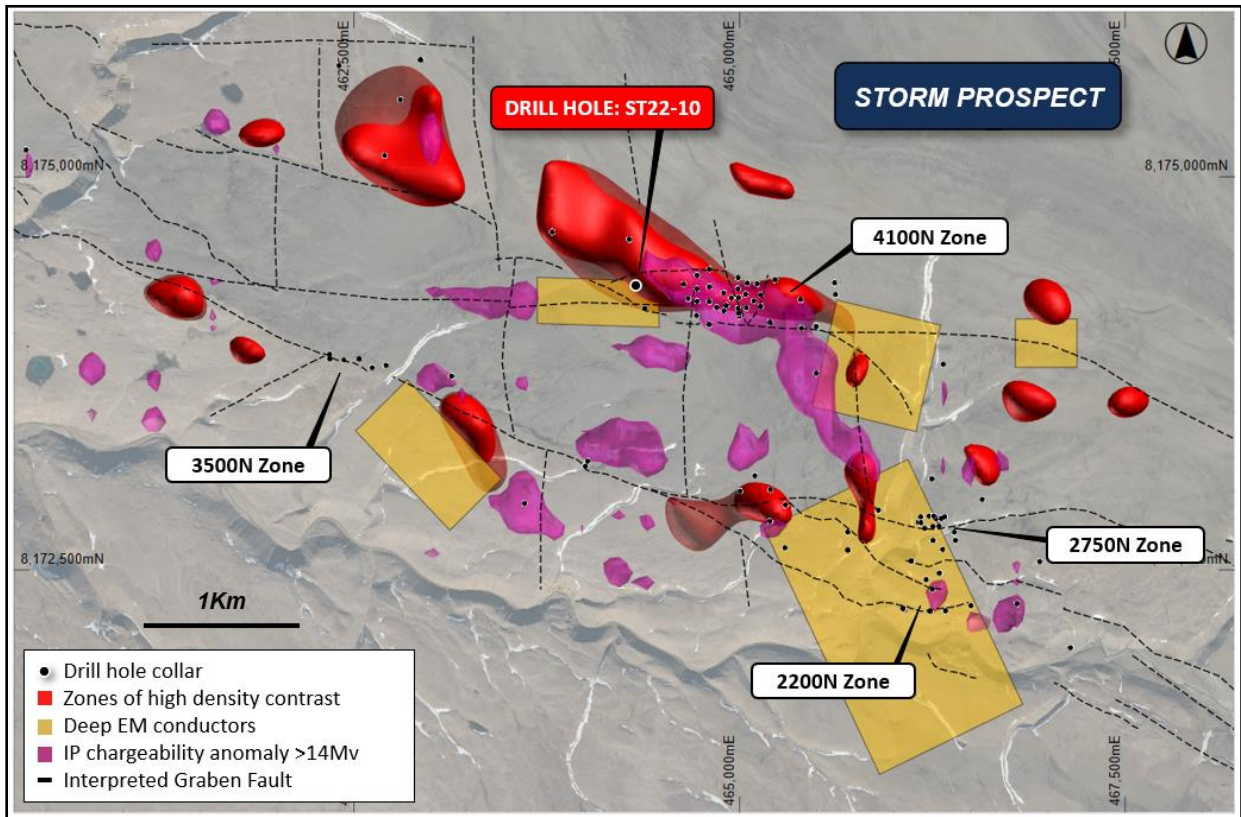 462,500mE
465,000mE
500mE
STORM PROSPECT
DRILL HOLE: ST22-10
8,175,000mN
8,175,000mN
4100N Zone
3500N Zone
2750N Zone
8,172,500mN
mN
1Km
2200N Zone
Drill hole collar
Zones of high density contrast
Deep EM conductors
IP chargeability anomaly >14Mv
Interpreted Graben Fault
465,000mE
467,500mE